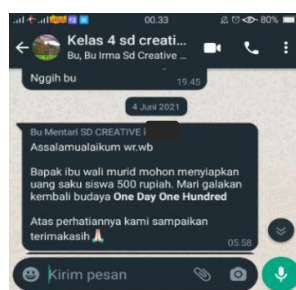 00.33
80%
Kelas 4 sd creati...
Bu, Bu Irma Sd Creative ...
Nggih bu
19.45
4 Juni 2021
Bu Mentari SD CREATIVE
Assalamualaikum wr.wb
Bapak ibu wali murid mohon menyiapkan
uang saku siswa 500 rupiah. Mari galakan
kembali budaya One Day One Hundred
Atas perhatiannya kami sampaikan
terimakasih🙏🏻
05.58
Kirim pesan